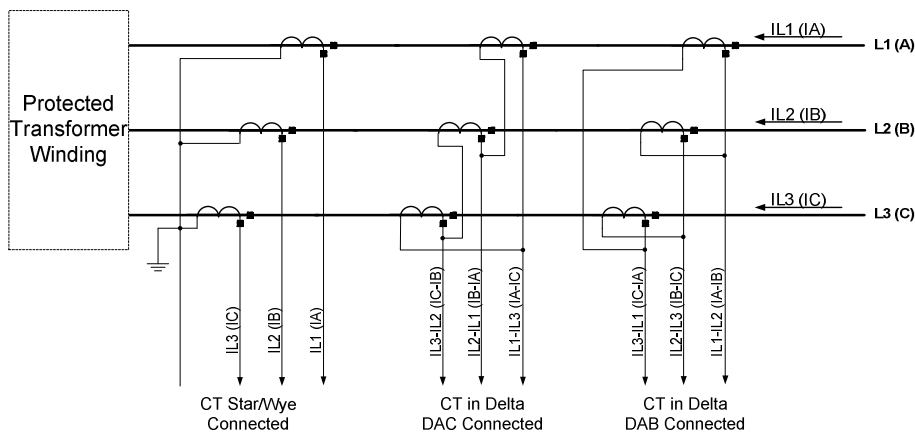 IL1 (IA)
L1 (A)
Protected
Transformer
Winding
IL2 (IB)
L2 (B)
IL3 (IC)
L3 (C)
IL3 (IC)
IL2 (IB)
IL1 (IA)
IL3-IL2 (IC-IB)
IL2-IL1 (IB-IA)
IL1-IL3 (IA-IC)
IL3-IL1 (IC-IA)
IL2-IL3 (IB-IC)
IL1-IL2 (IA-IB)
CT Star/Wye
Connected
CT in Delta
DAC Connected
CT in Delta
DAB Connected